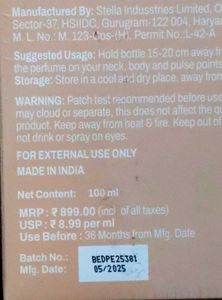 Manufactured By: Stella Indusstries Limited,
Sector-37, HSIIDC, Gurugram-122 004, Harya
M. L. No.: M. 123-Cos-(H), Permit No.:L-42-A
Suggested Usage: Hold bottle 15-20 cm away
the perfume on your neck, body and pulse points
Storage: Store in a cool and dry place, away from
WARNING: Patch test recommended before use
may cloud or separate, this does not affect the qu
product. Keep away from heat & fire. Keep out of
not drink or spray on eyes.
FOR EXTERNAL USE ONLY
MADE IN INDIA
Net Content: 100 ml
MRP : ₹ 899.00 (incl. of all taxes)
USP : ₹ 8.99 per ml
Use Before : 36 Months from Mfg. Date
Batch No.: BEDPE25381
Mfg. Date: 05/2025